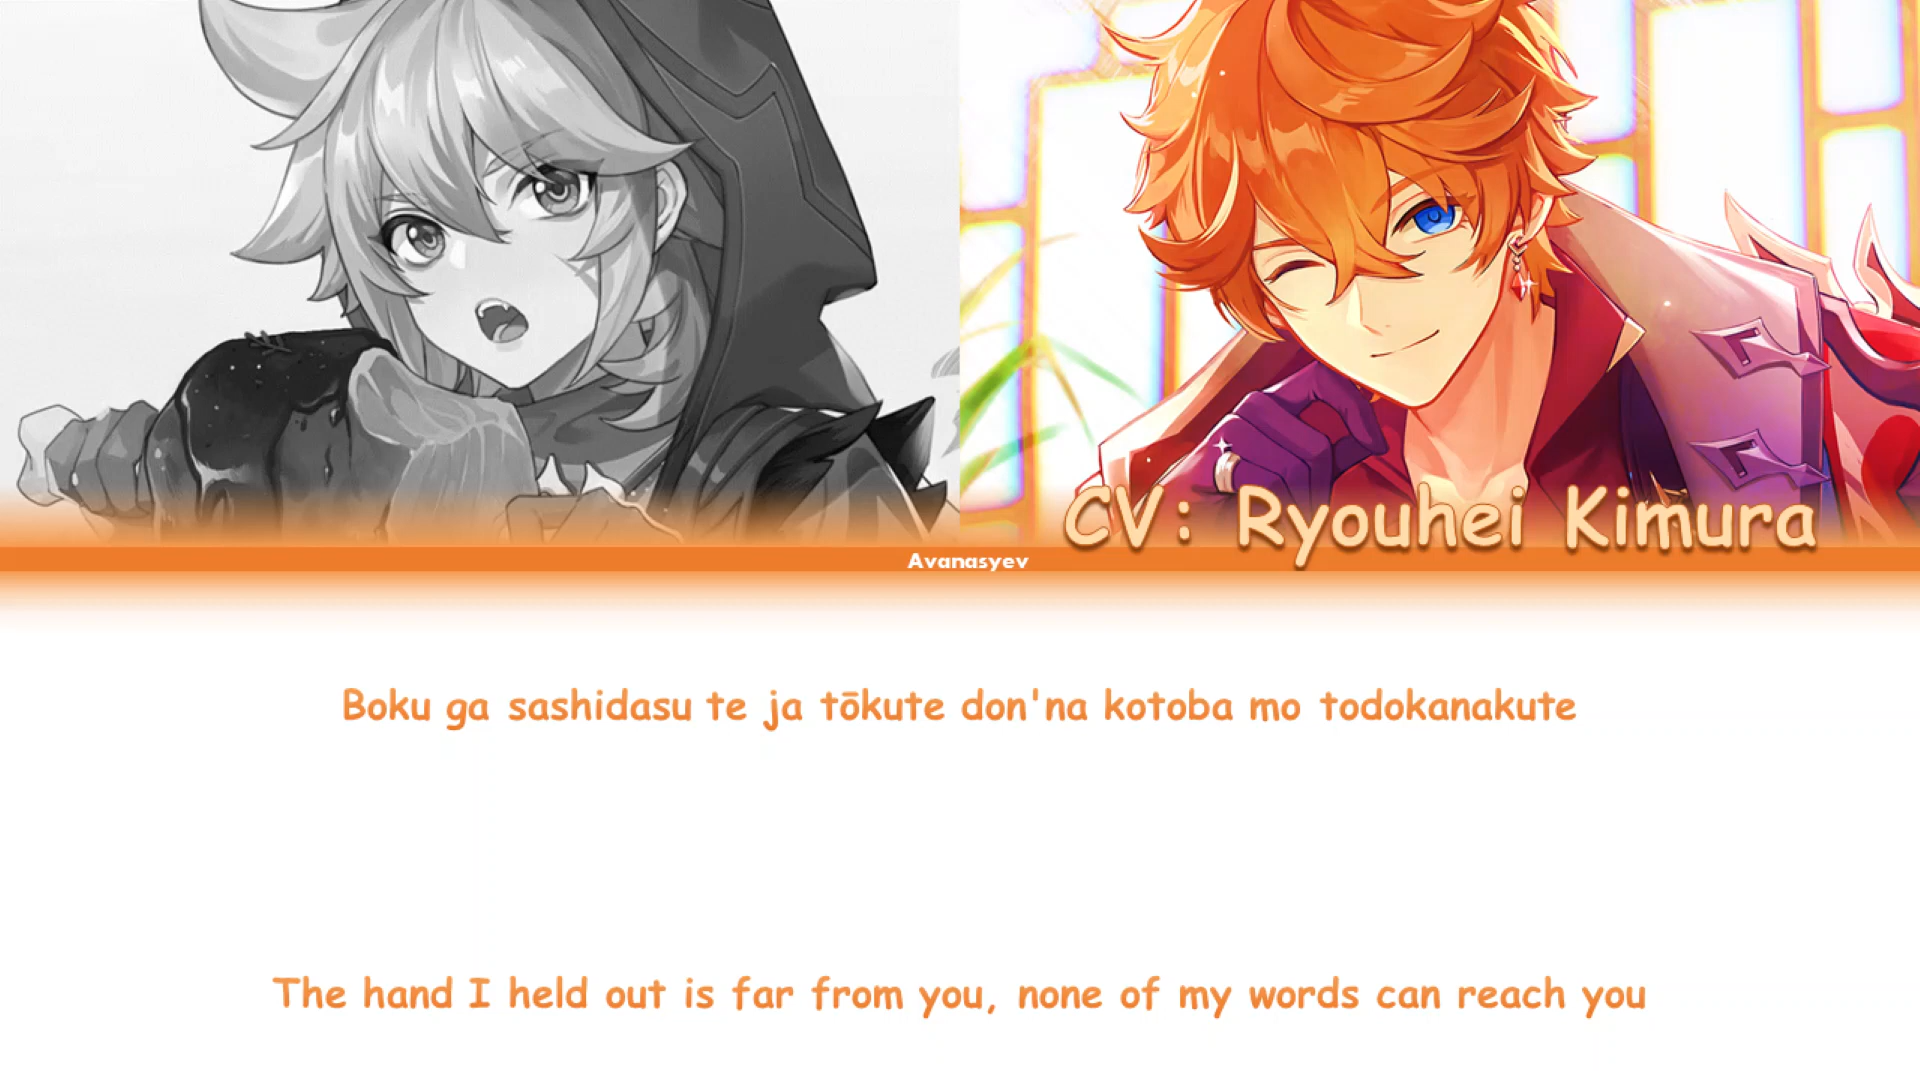 CV: Ryouhei Kimura
Avanasyev
Boku ga sashidasu te ja tōkute don'na kotoba mo todokanakute
The hand I held out is far from you, none of my words can reach you